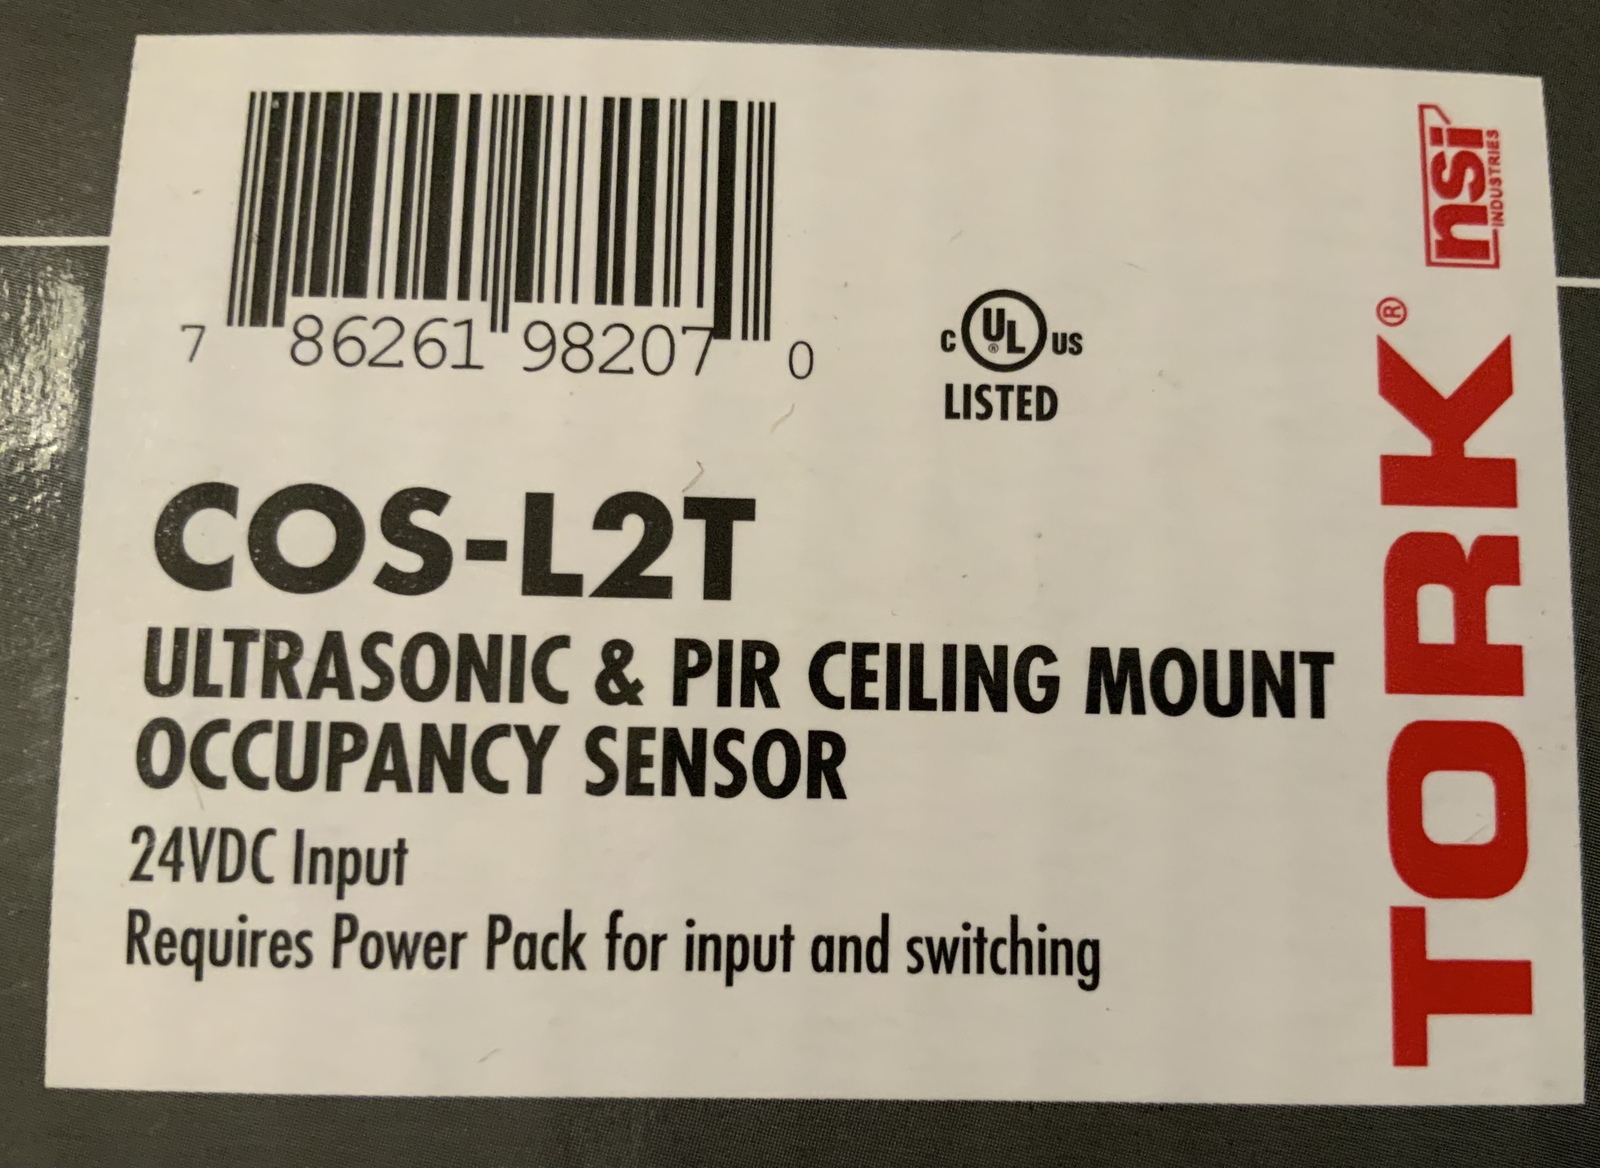 7 86261 98207 0
C UL® US
LISTED
COS-L2T
ULTRASONIC & PIR CEILING MOUNT
OCCUPANCY SENSOR
24VDC Input
Requires Power Pack for input and switching
TORK®
nsi
INDUSTRIES